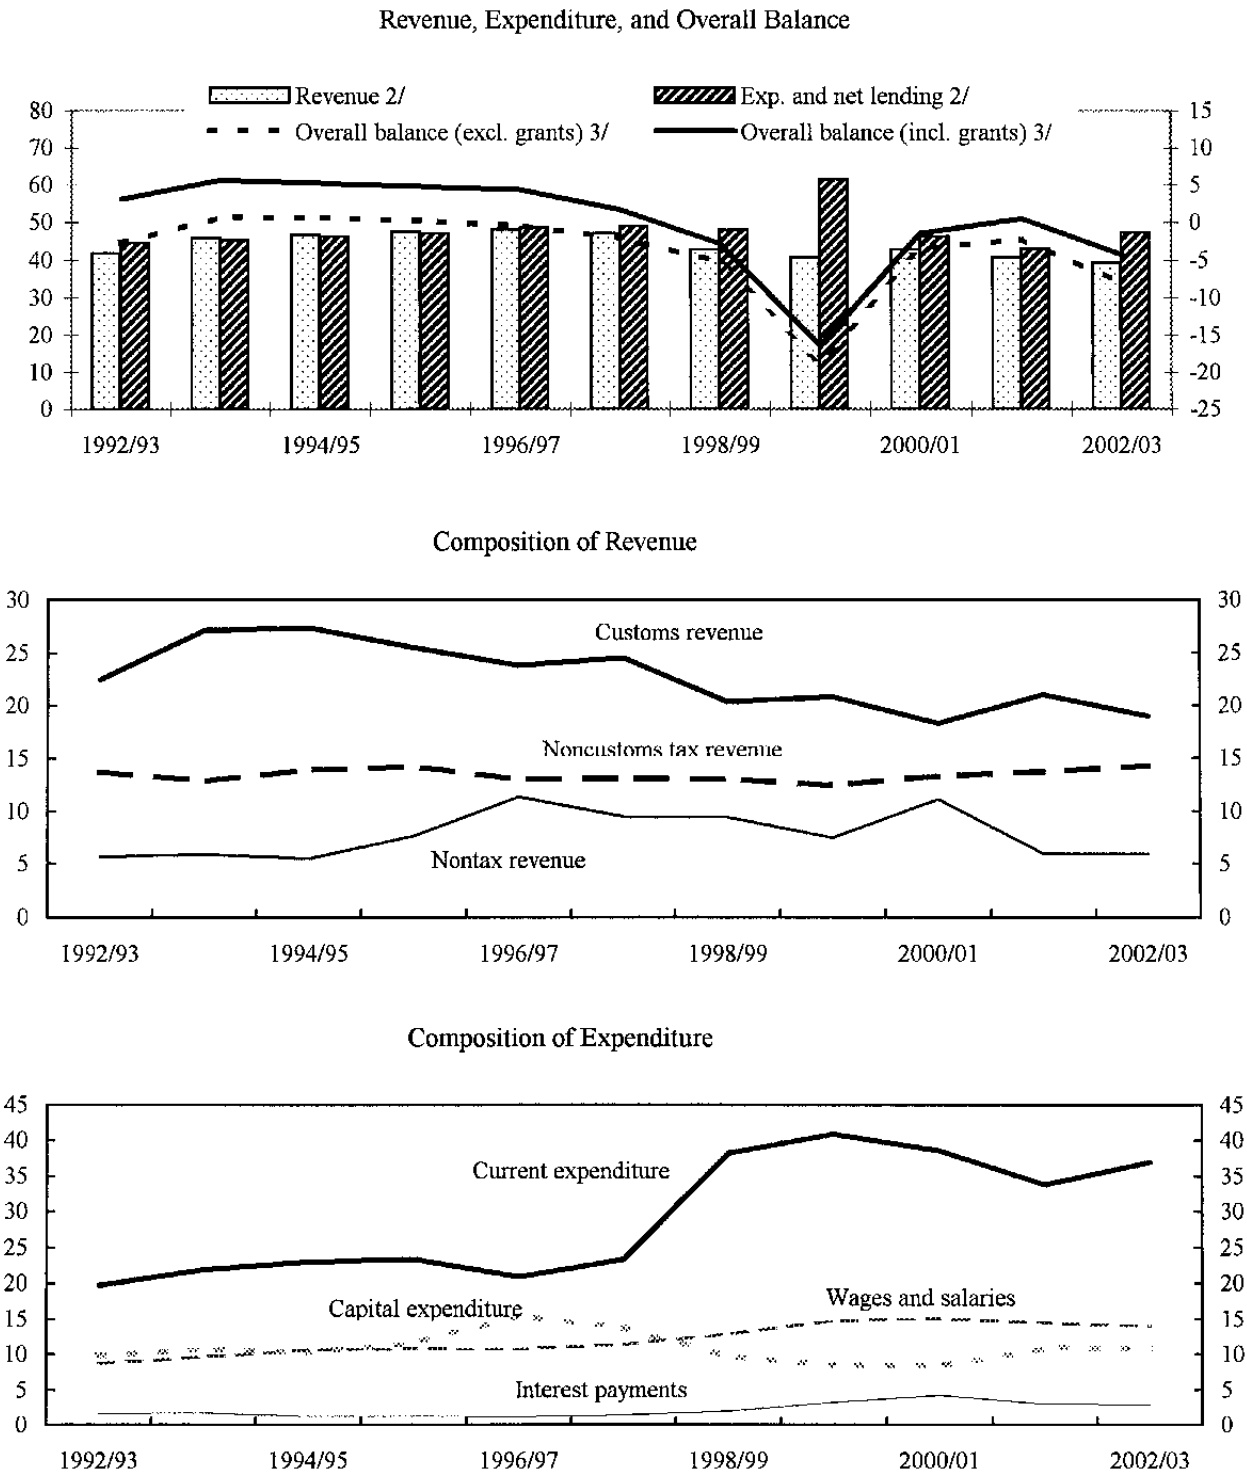 Revenue, Expenditure, and Overall Balance
Revenue 2/ Exp. and net lending 2/
Overall balance (excl. grants) 3/ Overall balance (incl. grants) 3/
80 15
70 10
60 5
50 0
40 -5
30 -10
20 -15
10 -20
0 -25
1992/93 1994/95 1996/97 1998/99 2000/01 2002/03
Composition of Revenue
30 30
Customs revenue
25 25
20 20
Noncustoms tax revenue
15 15
10 10
Nontax revenue
5 5
0 0
1992/93 1994/95 1996/97 1998/99 2000/01 2002/03
Composition of Expenditure
45 45
40 40
Current expenditure
35 35
30 30
25 25
20 20
Capital expenditure Wages and salaries
15 15
10 10
Interest payments
5 5
0 0
1992/93 1994/95 1996/97 1998/99 2000/01 2002/03